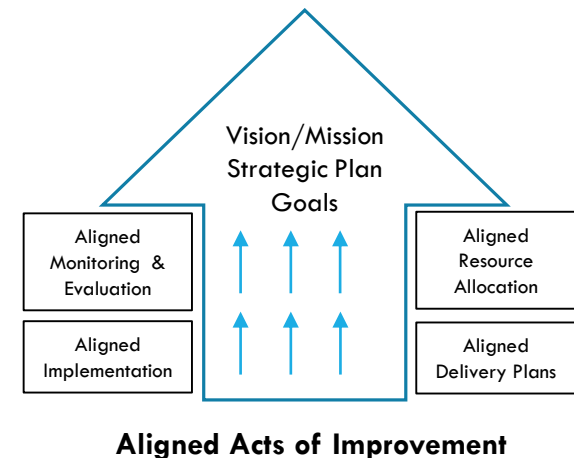 Vision/Mission
Strategic Plan
Goals
Aligned
Monitoring & 
Evaluation
Aligned
Resource
Allocation
Aligned
Implementation
Aligned
Delivery Plans
Aligned Acts of Improvement